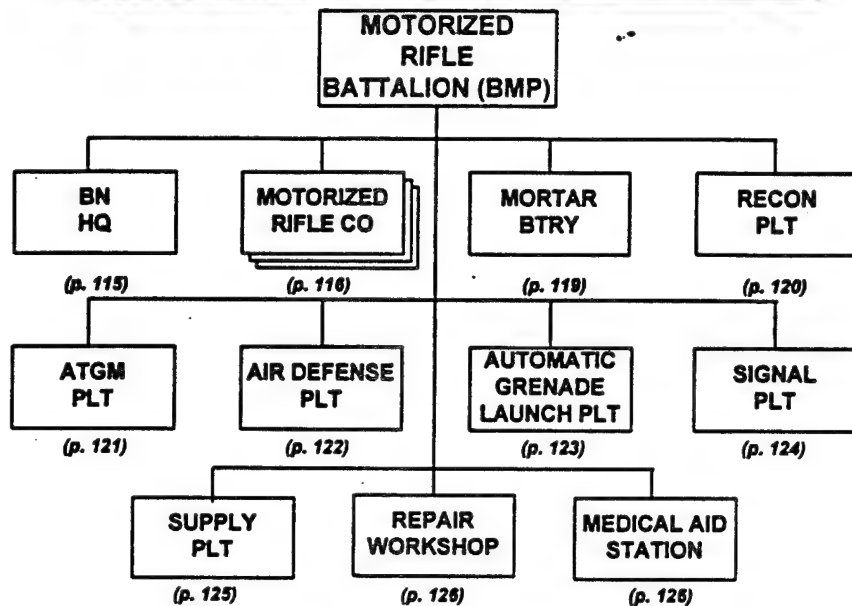 MOTORIZED
RIFLE
BATTALION (BMP)
BN
HQ
(p. 115)
MOTORIZED
RIFLE CO
(p. 116)
MORTAR
BTRY
(p. 119)
RECON
PLT
(p. 120)
ATGM
PLT
(p. 121)
AIR DEFENSE
PLT
(p. 122)
AUTOMATIC
GRENADE
LAUNCH PLT
(p. 123)
SIGNAL
PLT
(p. 124)
SUPPLY
PLT
(p. 125)
REPAIR
WORKSHOP
(p. 126)
MEDICAL AID
STATION
(p. 126)